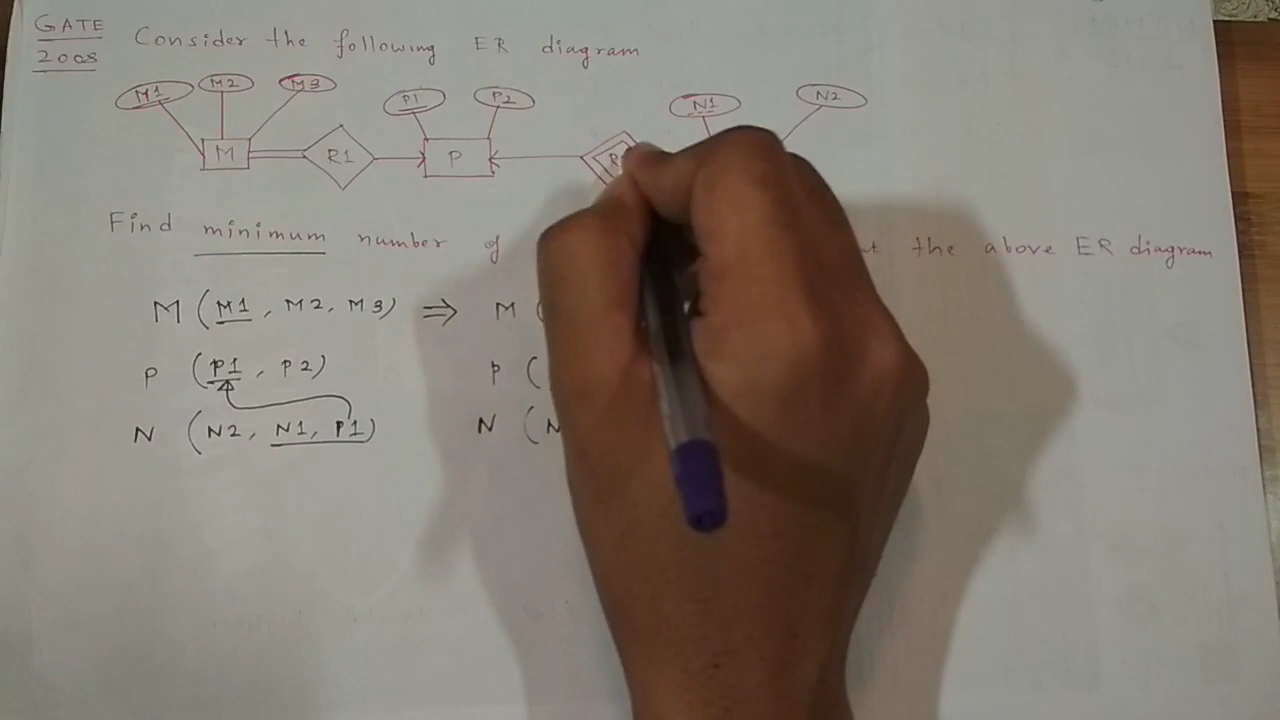 GATE
2008
Consider the following ER diagram
M1 M2 M3 P1 P2 N1 N2
M R1 P R
Find minimum number of the above ER diagram
M (M1, M2, M3) ⇒ M (
P (P1, P2) P (
N (N2, N1, P1) N (N